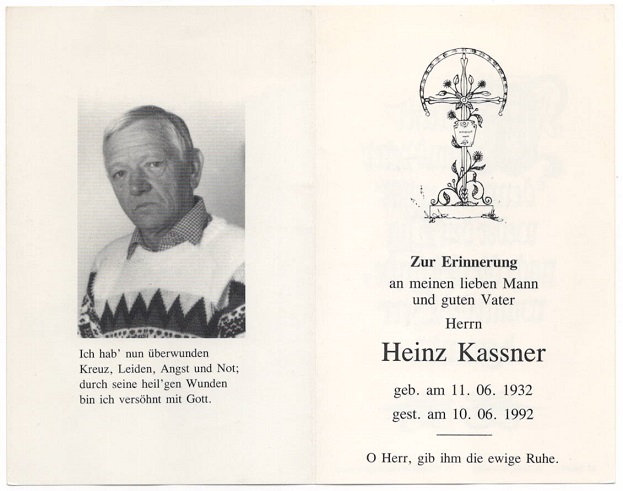 Ich hab' nun überwunden
Kreuz, Leiden, Angst und Not;
durch seine heil'gen Wunden
bin ich versöhnt mit Gott.
Zur Erinnerung
an meinen lieben Mann
und guten Vater
Herrn
Heinz Kassner
geb. am 11. 06. 1932
gest. am 10. 06. 1992
O Herr, gib ihm die ewige Ruhe.